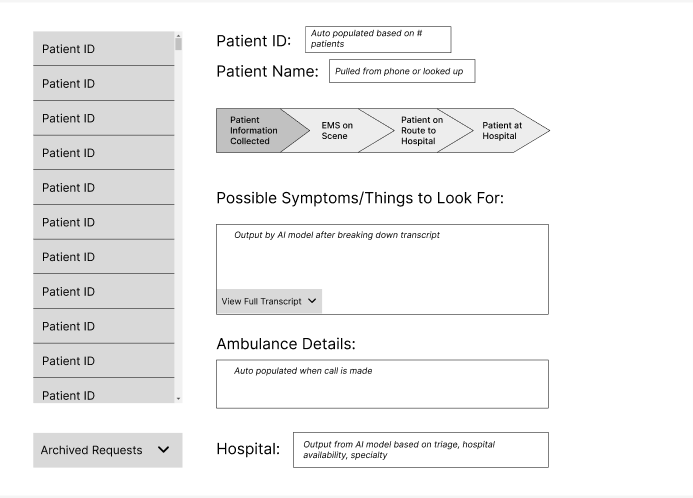 Patient ID
Patient ID
Patient ID
Patient ID
Patient ID
Patient ID
Patient ID
Patient ID
Patient ID
Patient ID
Patient ID
Archived Requests
Patient ID:
Auto populated based on #
patients
Patient Name:
Pulled from phone or looked up
Patient
Information
Collected
EMS on
Scene
Patient on
Route to
Hospital
Patient at
Hospital
Possible Symptoms/Things to Look For:
Output by AI model after breaking down transcript
View Full Transcript
Ambulance Details:
Auto populated when call is made
Hospital:
Output from AI model based on triage, hospital
availability, specialty